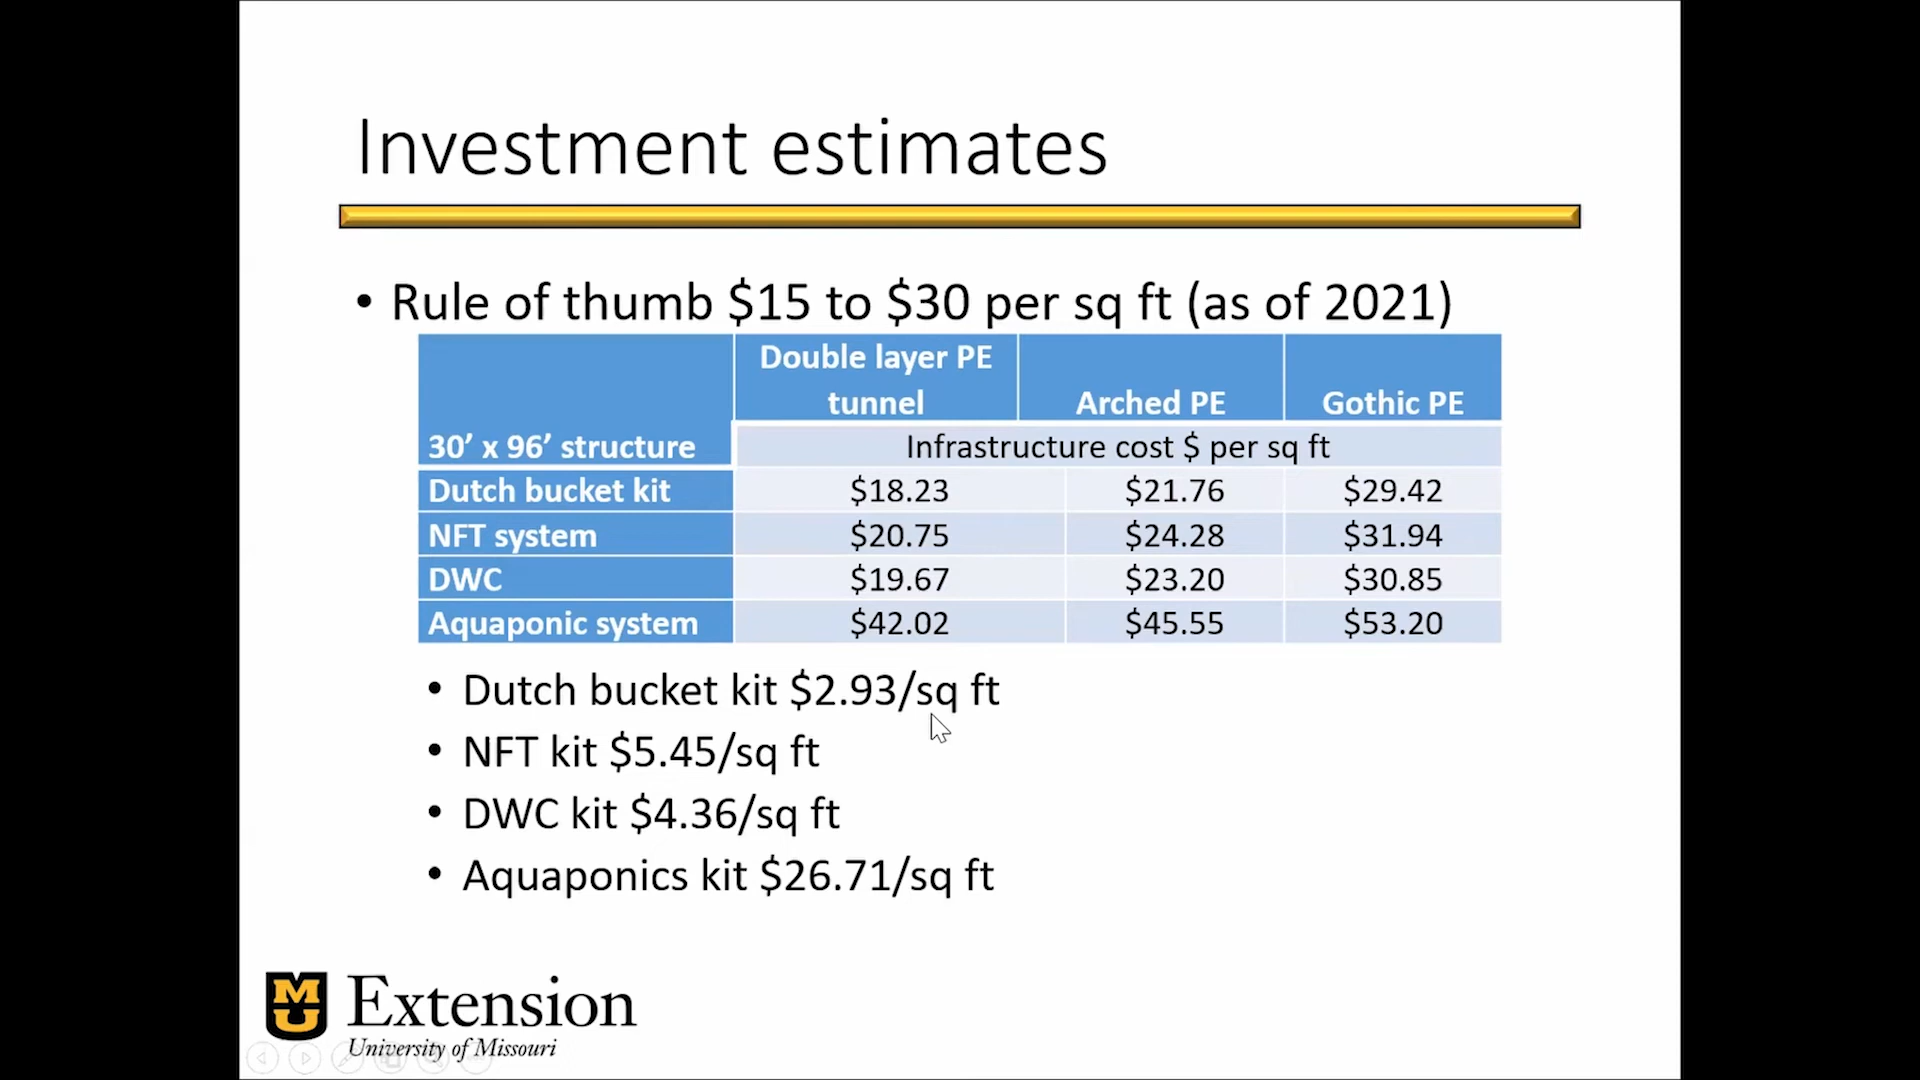 Investment estimates
• Rule of thumb $15 to $30 per sq ft (as of 2021)
Double layer PE
tunnel Arched PE Gothic PE
30’ x 96’ structure Infrastructure cost $ per sq ft
Dutch bucket kit $18.23 $21.76 $29.42
NFT system $20.75 $24.28 $31.94
DWC $19.67 $23.20 $30.85
Aquaponic system $42.02 $45.55 $53.20
• Dutch bucket kit $2.93/sq ft
• NFT kit $5.45/sq ft
• DWC kit $4.36/sq ft
• Aquaponics kit $26.71/sq ft
MU Extension
University of Missouri